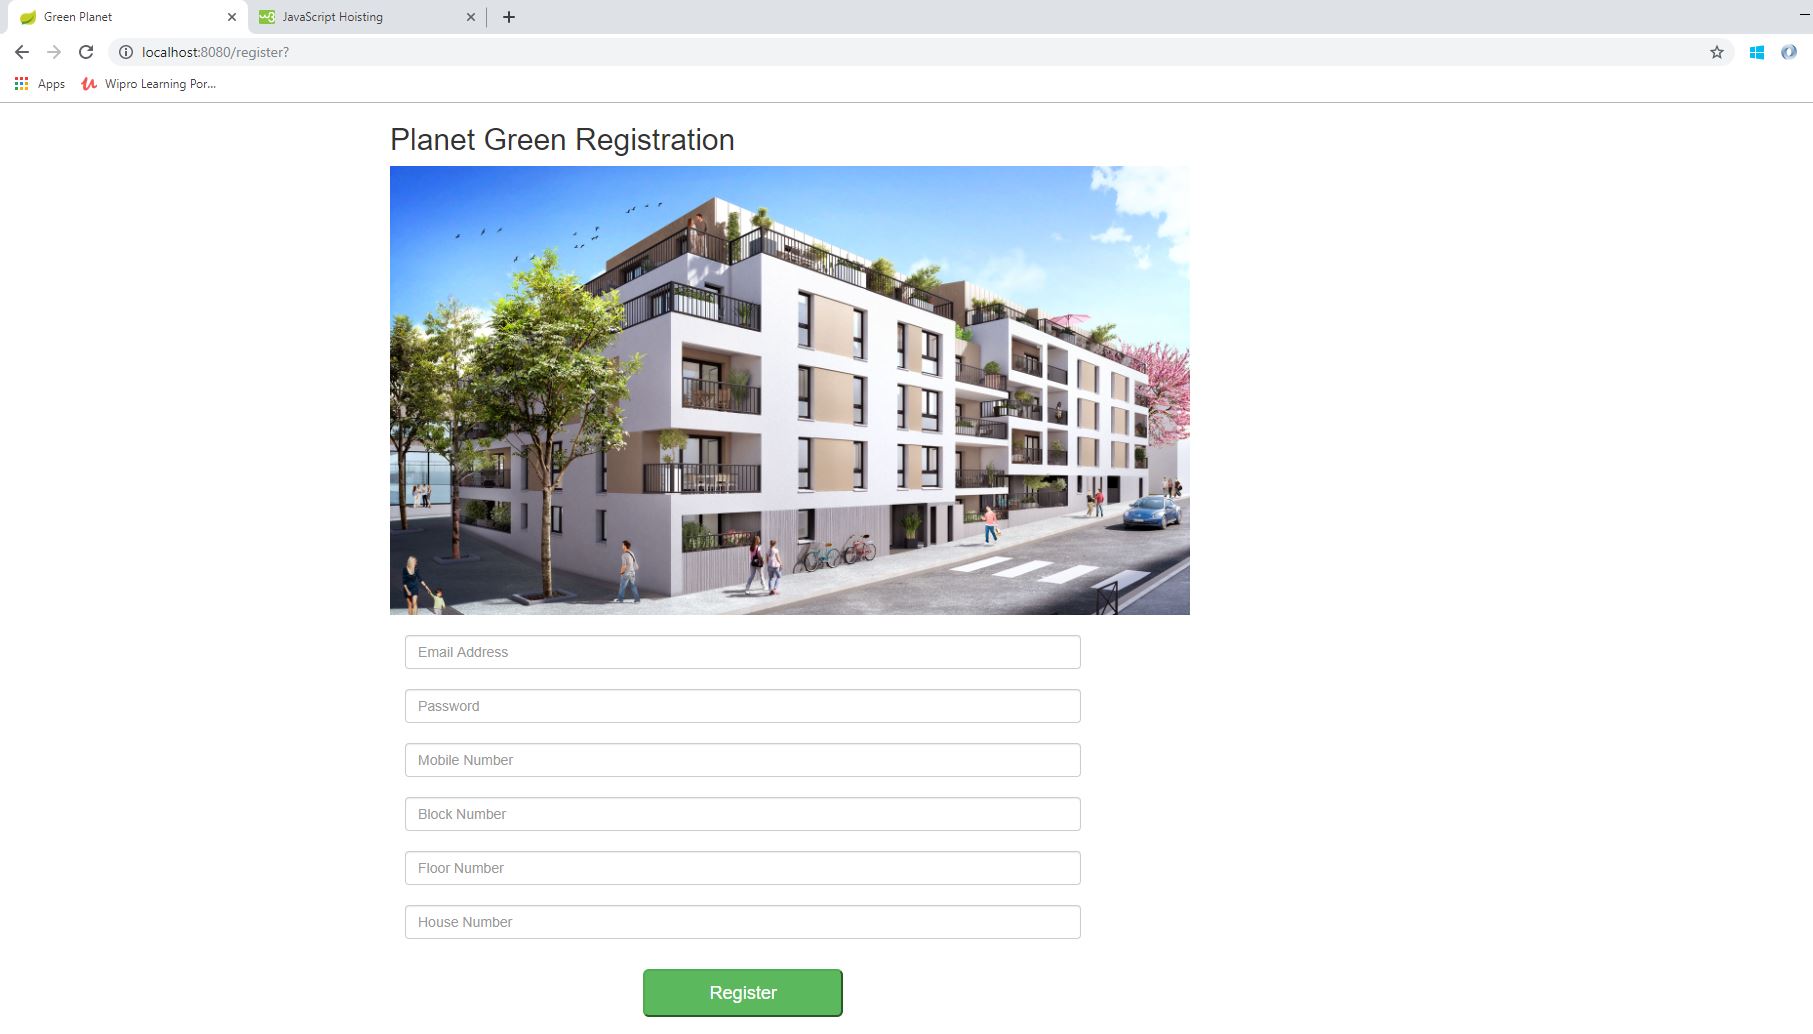 Green Planet
JavaScript Hoisting
localhost:8080/register?
Apps
Wipro Learning Por...
Planet Green Registration
Email Address
Password
Mobile Number
Block Number
Floor Number
House Number
Register